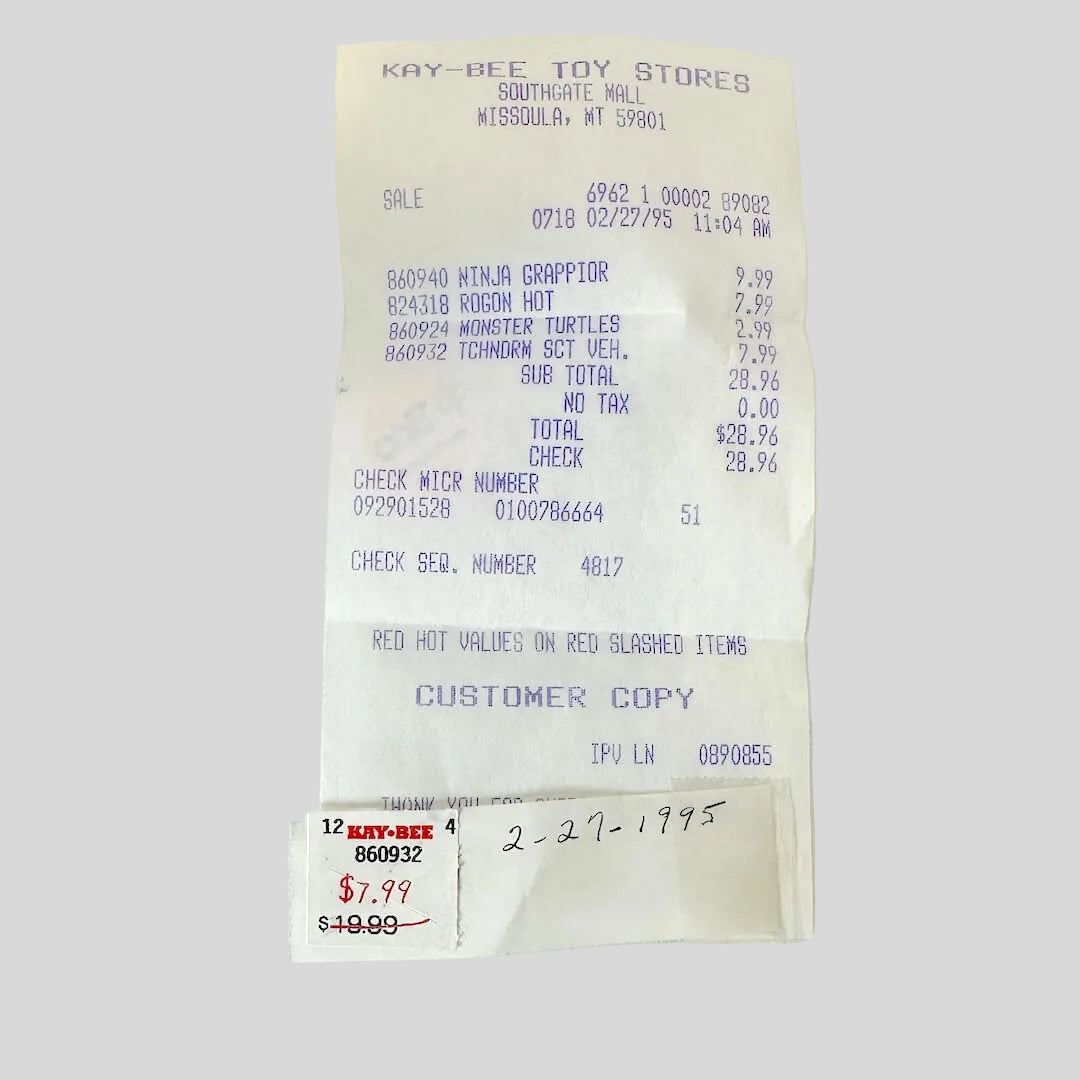 KAY-BEE TOY STORES
SOUTHGATE MALL
MISSOULA, MT 59801
SALE 6962 1 00002 89082
0718 02/27/95 11:04 AM
860940 NINJA GRAPPIOR 9.99
824318 ROGON HOT 7.99
860924 MONSTER TURTLES 2.99
860932 TCHNDRM SCT VEH. 7.99
SUB TOTAL 28.96
NO TAX 0.00
TOTAL $28.96
CHECK 28.96
CHECK MICR NUMBER
092901528 0100786664 51
CHECK SEQ. NUMBER 4817
RED HOT VALUES ON RED SLASHED ITEMS
CUSTOMER COPY
IPV LN 0890855
THANK YOU FOR
12 KAY•BEE 4
860932
$7.99
$19.99
2-27-1995